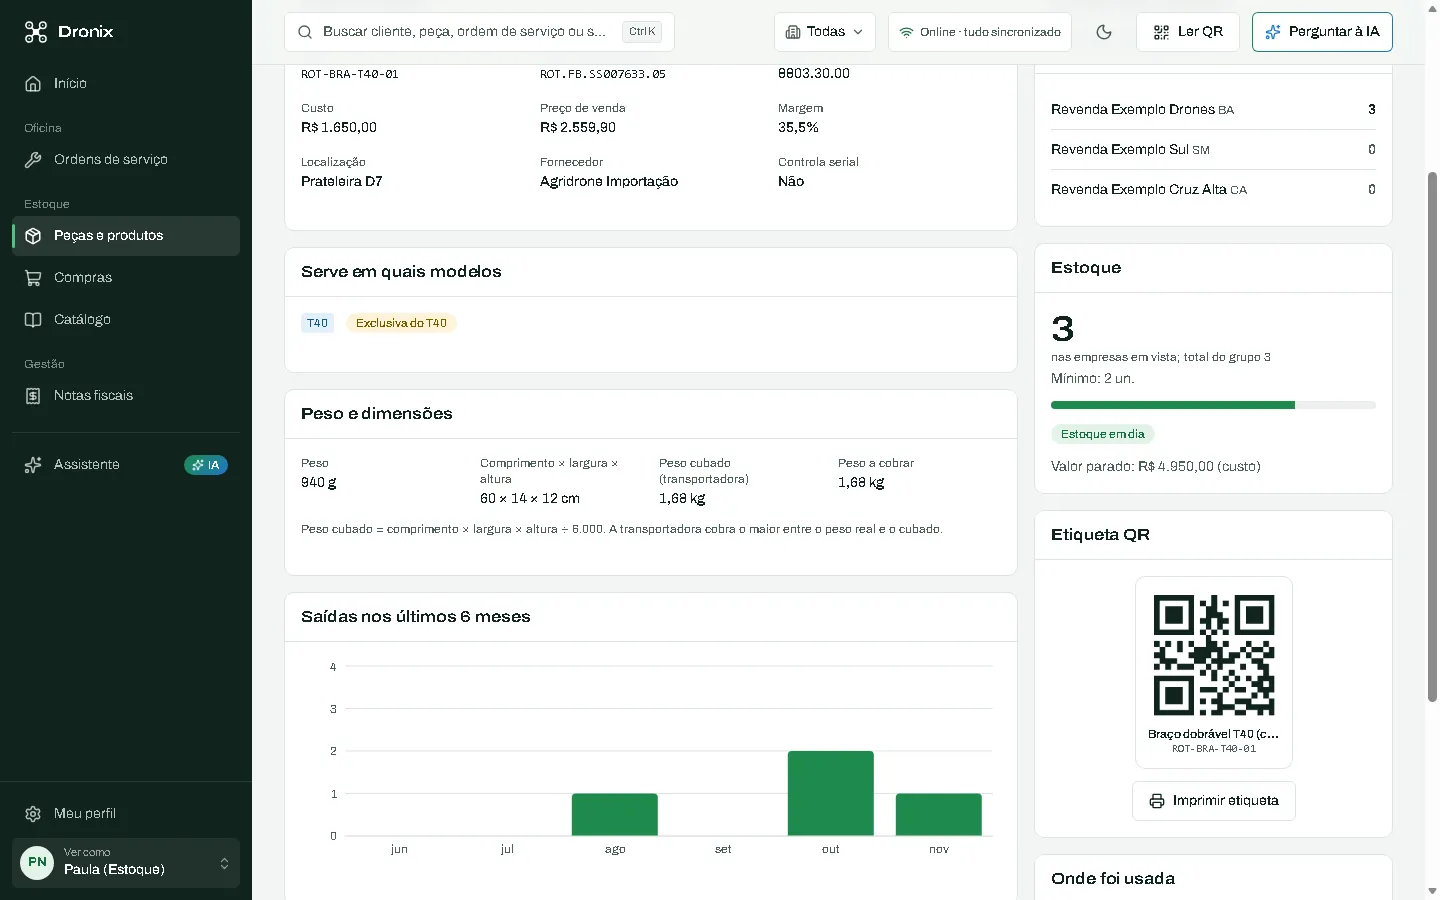 Dronix
Início
Oficina
Ordens de serviço
Estoque
Peças e produtos
Compras
Catálogo
Gestão
Notas fiscais
Assistente
IA
Meu perfil
PN
Ver como
Paula (Estoque)
Buscar cliente, peça, ordem de serviço ou s...
Ctrl K
Todas
Online · tudo sincronizado
Ler QR
Perguntar à IA
ROT-BRA-T40-01
ROT.FB.SS007633.05
8803.30.00
Custo
Preço de venda
Margem
R$ 1.650,00
R$ 2.559,90
35,5%
Localização
Fornecedor
Controla serial
Prateleira D7
Agridrone Importação
Não
Serve em quais modelos
T40
Exclusiva do T40
Peso e dimensões
Peso
940 g
Comprimento × largura ×
altura
60 × 14 × 12 cm
Peso cubado
(transportadora)
1,68 kg
Peso a cobrar
1,68 kg
Peso cubado = comprimento × largura × altura ÷ 6.000. A transportadora cobra o maior entre o peso real e o cubado.
Saídas nos últimos 6 meses
4
3
2
1
0
jun
jul
ago
set
out
nov
Revenda Exemplo Drones BA
3
Revenda Exemplo Sul SM
0
Revenda Exemplo Cruz Alta CA
0
Estoque
3
nas empresas em vista; total do grupo 3
Mínimo: 2 un.
Estoque em dia
Valor parado: R$ 4.950,00 (custo)
Etiqueta QR
Braço dobrável T40 (c...
ROT-BRA-T40-01
Imprimir etiqueta
Onde foi usada